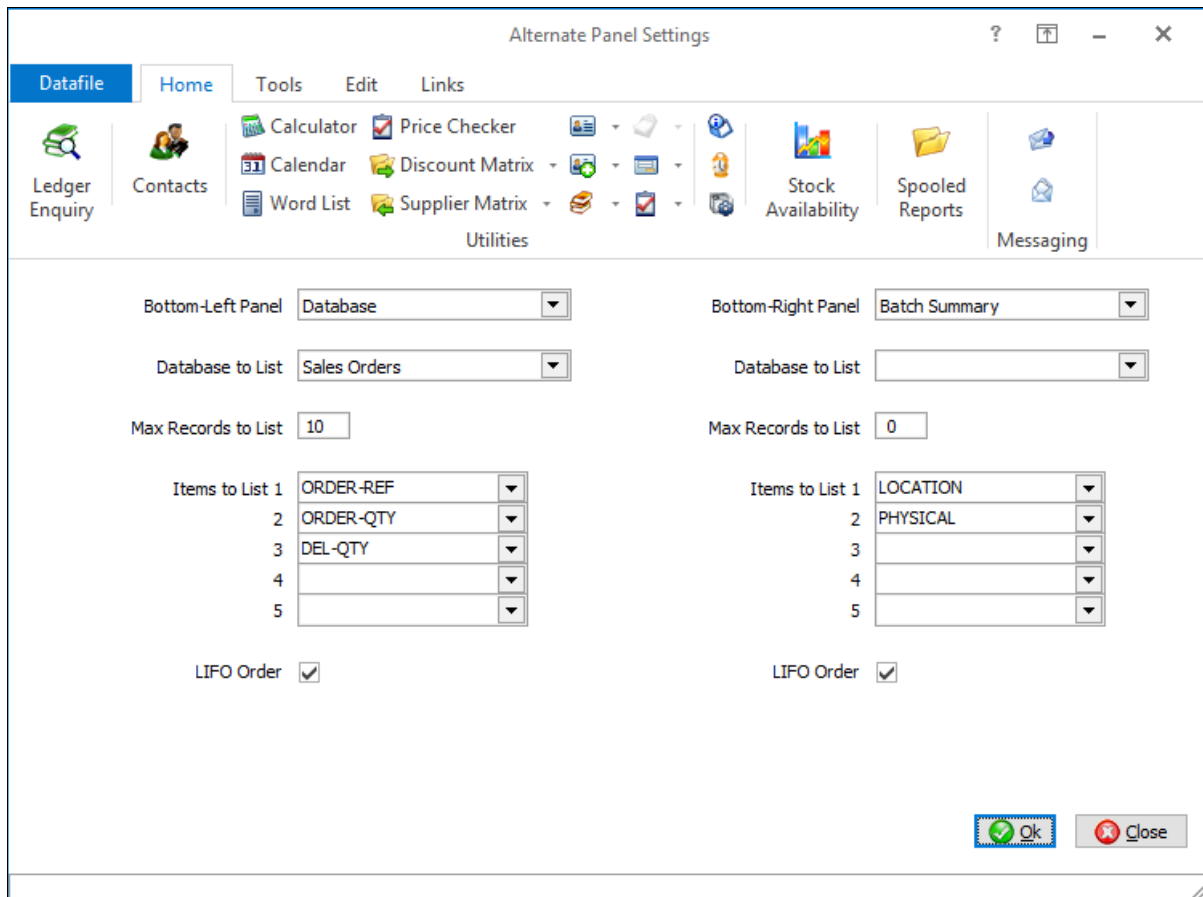 Alternate Panel Settings
?
Datafile Home Tools Edit Links
Ledger Enquiry
Contacts
Calculator
Calendar
31
Word List
Price Checker
Discount Matrix
Supplier Matrix
Utilities
Stock Availability
Spooled Reports
Messaging
Bottom-Left Panel Database Bottom-Right Panel Batch Summary
Database to List Sales Orders Database to List
Max Records to List 10 Max Records to List 0
Items to List 1 ORDER-REF Items to List 1 LOCATION
2 ORDER-QTY 2 PHYSICAL
3 DEL-QTY 3
4 4
5 5
LIFO Order LIFO Order
Ok Close